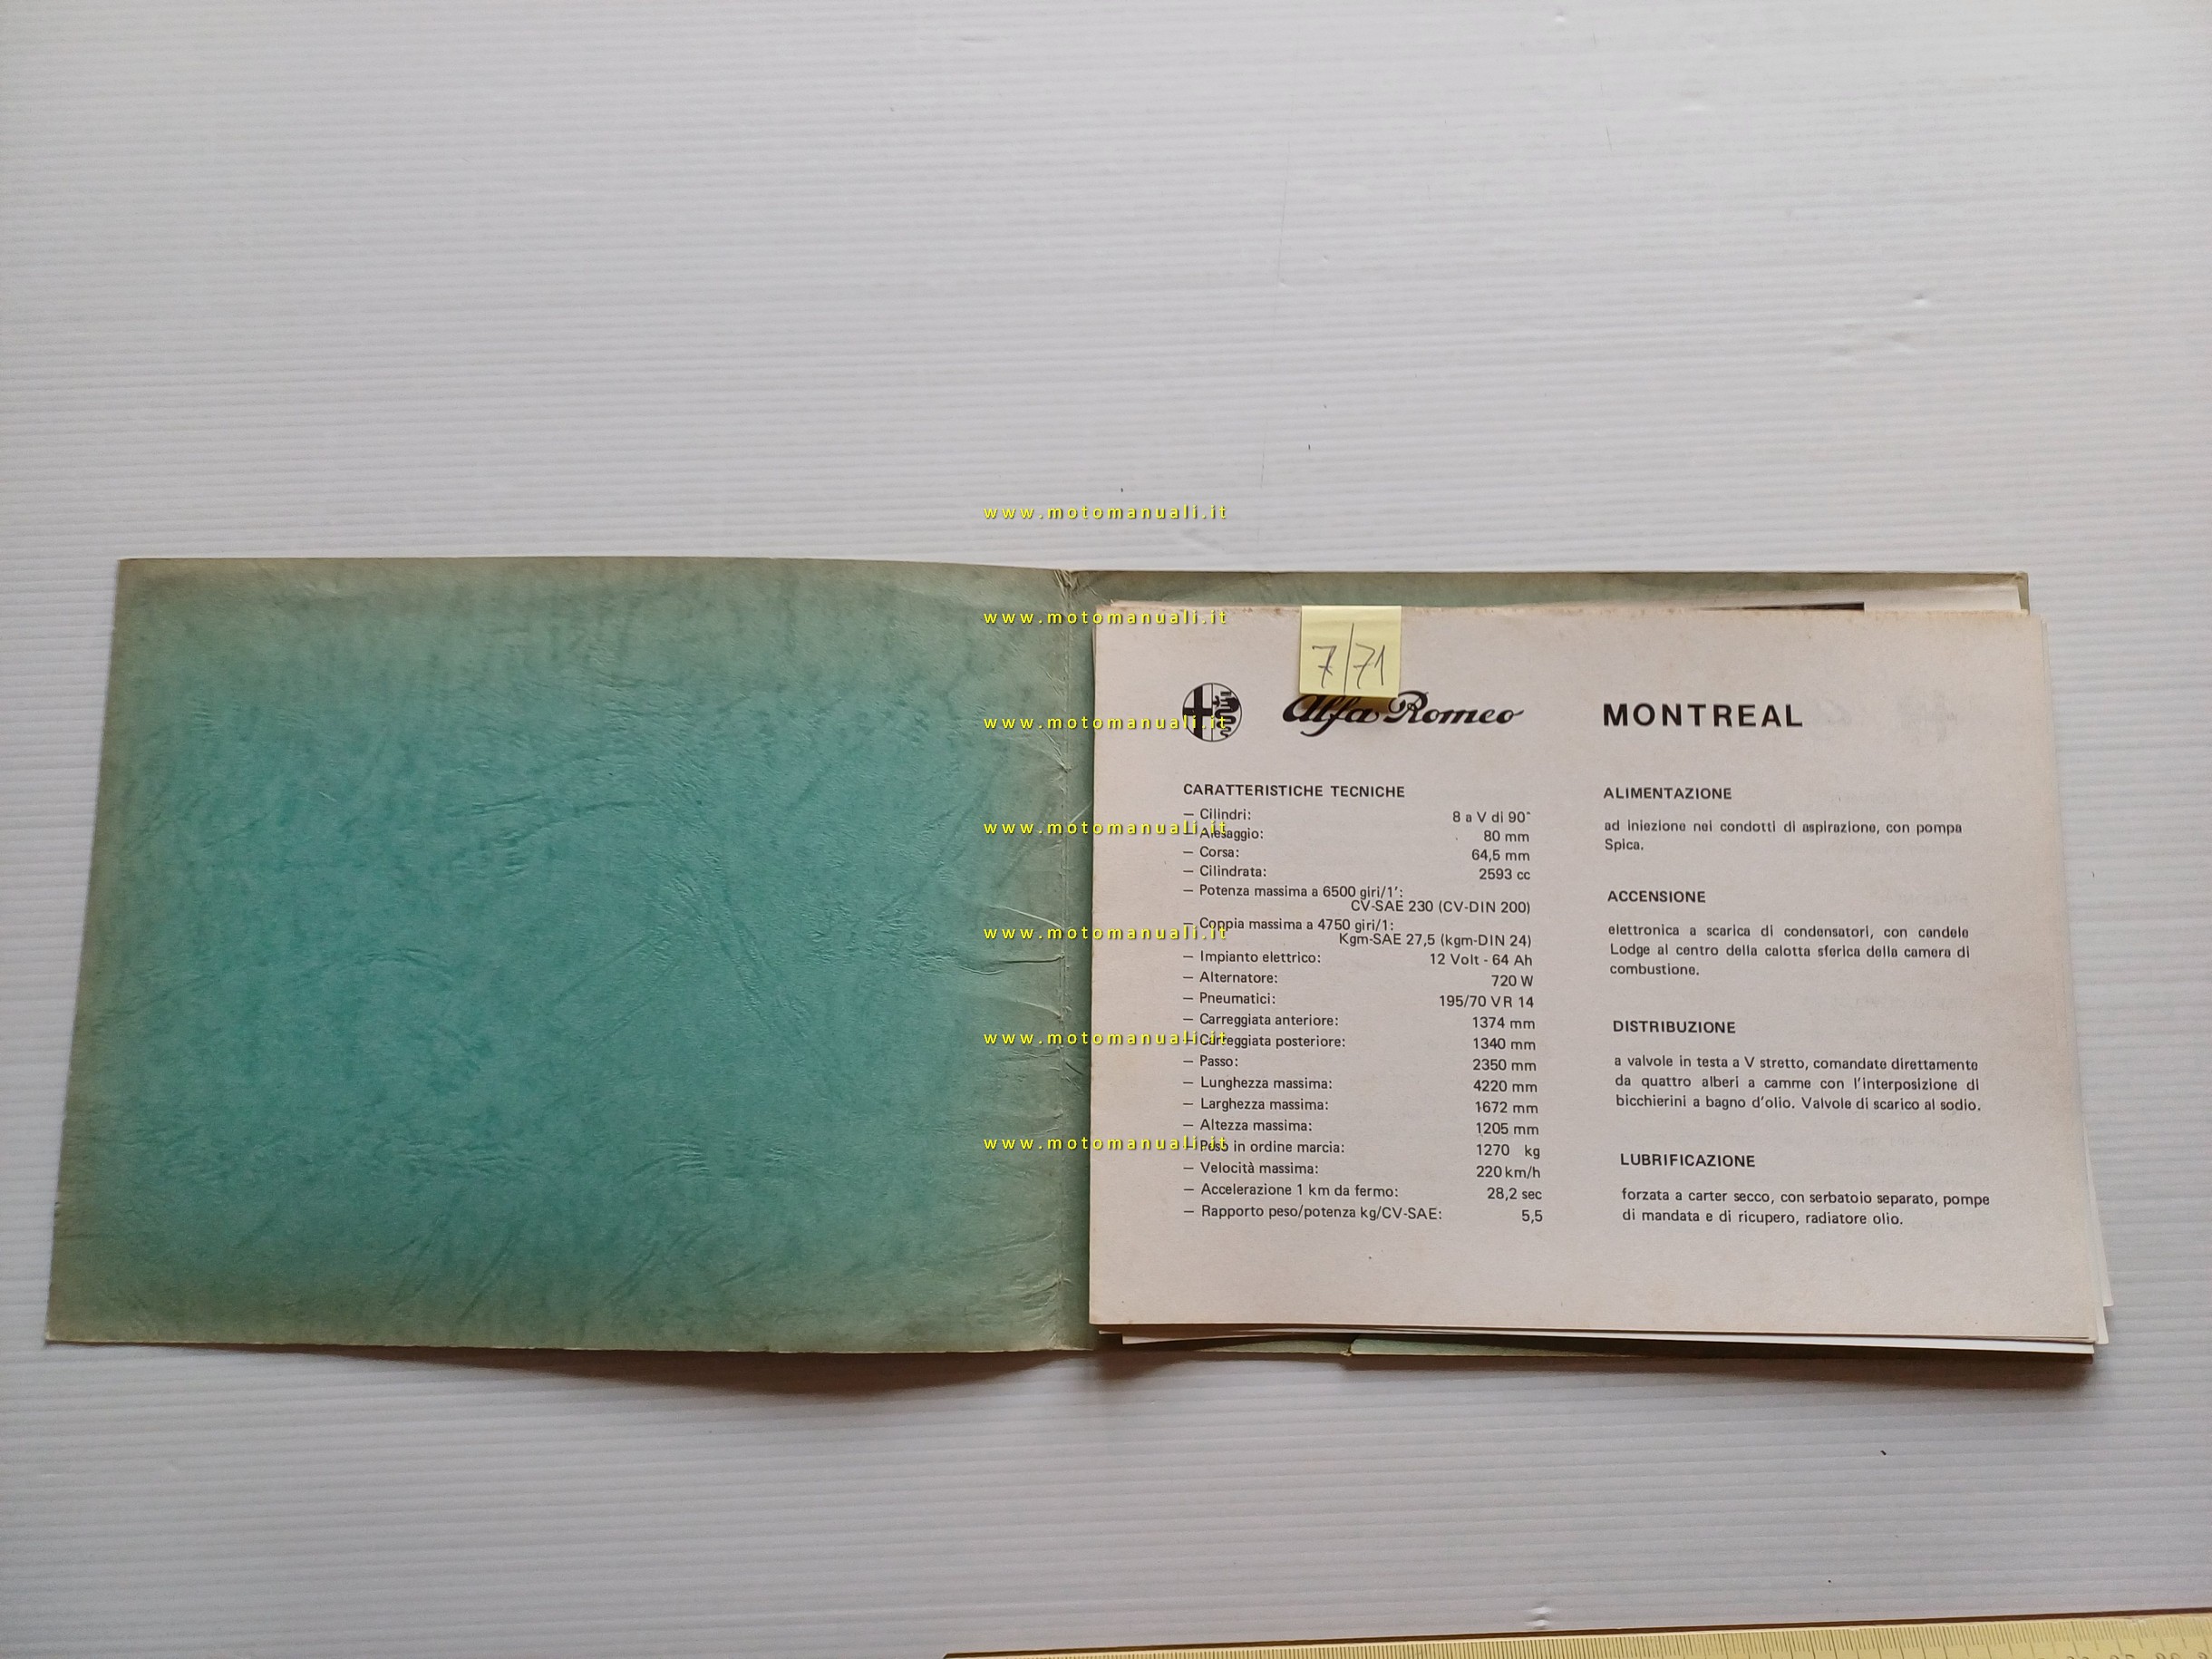 www.motomanuali.it
www.motomanuali.it
www.motomanuali.it
www.motomanuali.it
www.motomanuali.it
www.motomanuali.it
www.motomanuali.it
7/71
Alfa Romeo
MONTREAL
CARATTERISTICHE TECNICHE
— Cilindri: 8 a V di 90°
— Alesaggio: 80 mm
— Corsa: 64,5 mm
— Cilindrata: 2593 cc
— Potenza massima a 6500 giri/1':
CV-SAE 230 (CV-DIN 200)
— Coppia massima a 4750 giri/1:
Kgm-SAE 27,5 (kgm-DIN 24)
— Impianto elettrico: 12 Volt - 64 Ah
— Alternatore: 720 W
— Pneumatici: 195/70 VR 14
— Carreggiata anteriore: 1374 mm
— Carreggiata posteriore: 1340 mm
— Passo: 2350 mm
— Lunghezza massima: 4220 mm
— Larghezza massima: 1672 mm
— Altezza massima: 1205 mm
— Peso in ordine marcia: 1270 kg
— Velocità massima: 220 km/h
— Accelerazione 1 km da fermo: 28,2 sec
— Rapporto peso/potenza kg/CV-SAE: 5,5
ALIMENTAZIONE
ad iniezione nei condotti di aspirazione, con pompa
Spica.
ACCENSIONE
elettronica a scarica di condensatori, con candele
Lodge al centro della calotta sferica della camera di
combustione.
DISTRIBUZIONE
a valvole in testa a V stretto, comandate direttamente
da quattro alberi a camme con l'interposizione di
bicchierini a bagno d'olio. Valvole di scarico al sodio.
LUBRIFICAZIONE
forzata a carter secco, con serbatoio separato, pompe
di mandata e di ricupero, radiatore olio.